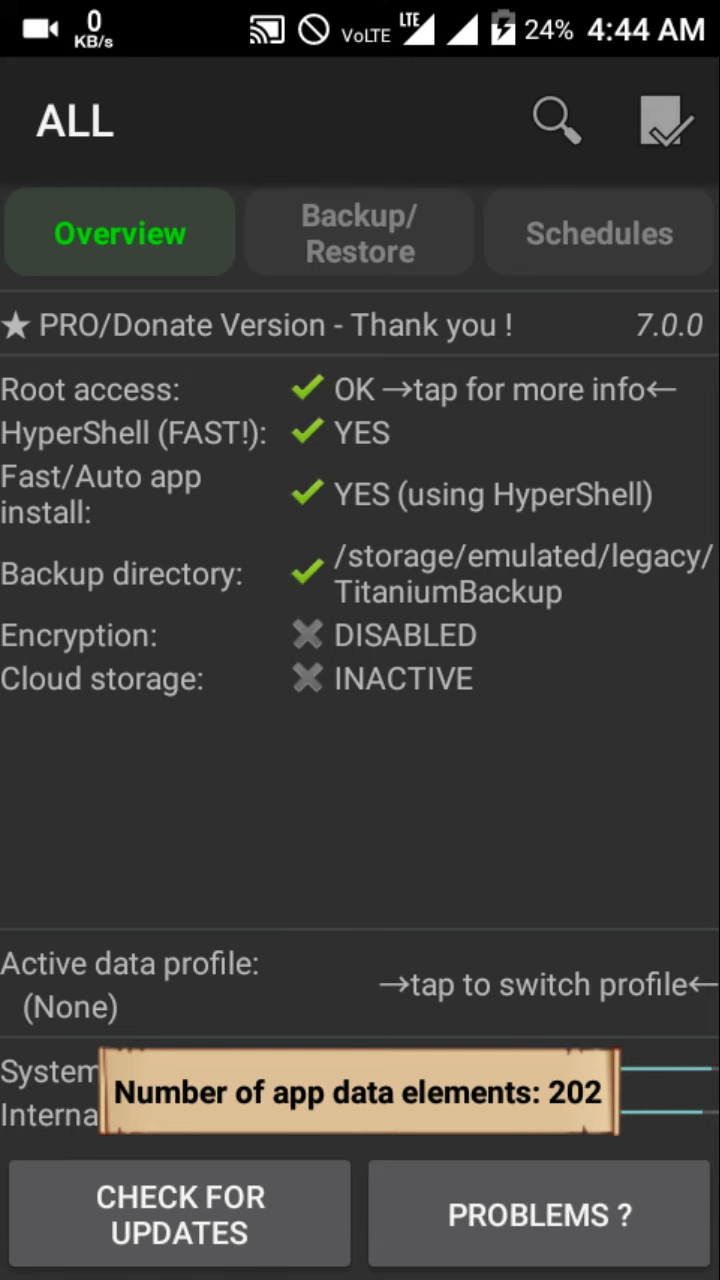 0
KB/s
VoLTE
LTE
24%
4:44 AM
ALL
Overview
Backup/
Restore
Schedules
★ PRO/Donate Version - Thank you ! 7.0.0
Root access: OK →tap for more info←
HyperShell (FAST!): YES
Fast/Auto app
install:
YES (using HyperShell)
Backup directory:
/storage/emulated/legacy/
TitaniumBackup
Encryption: DISABLED
Cloud storage: INACTIVE
Active data profile:
(None)
→tap to switch profile←
System
Interna
Number of app data elements: 202
CHECK FOR
UPDATES
PROBLEMS ?